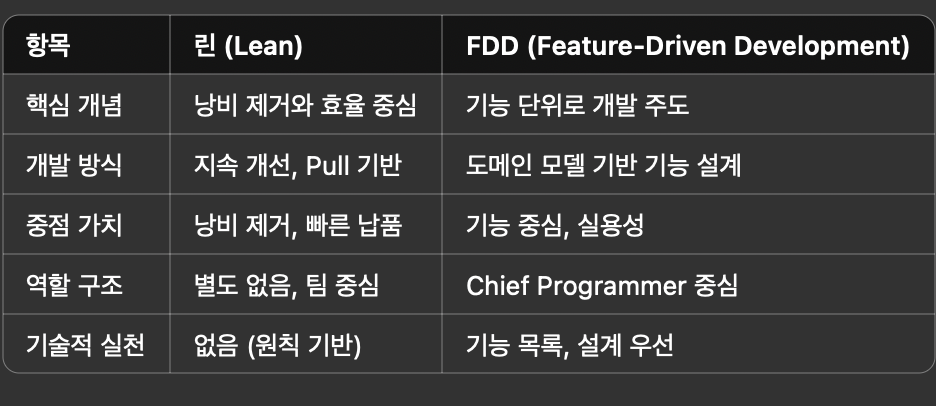 항목 린 (Lean) FDD (Feature-Driven Development)
핵심 개념 낭비 제거와 효율 중심 기능 단위로 개발 주도
개발 방식 지속 개선, Pull 기반 도메인 모델 기반 기능 설계
중점 가치 낭비 제거, 빠른 납품 기능 중심, 실용성
역할 구조 별도 없음, 팀 중심 Chief Programmer 중심
기술적 실천 없음 (원칙 기반) 기능 목록, 설계 우선